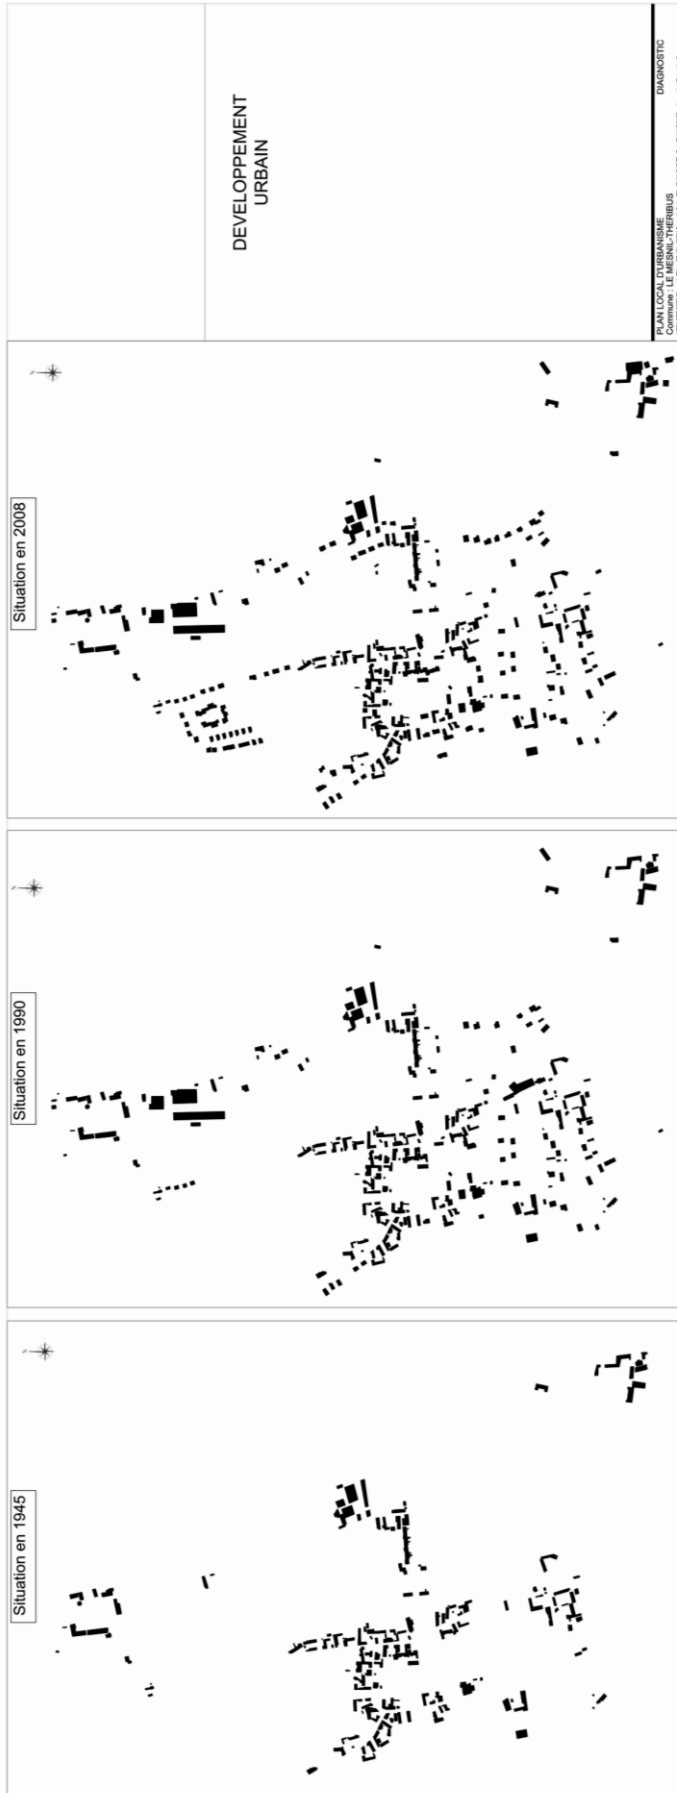 Situation en 1945
Situation en 1990
Situation en 2008
DEVELOPPEMENT
URBAIN
PLAN LOCAL D'URBANISME DIAGNOSTIC
Commune : LE MESNIL-THERIBUS